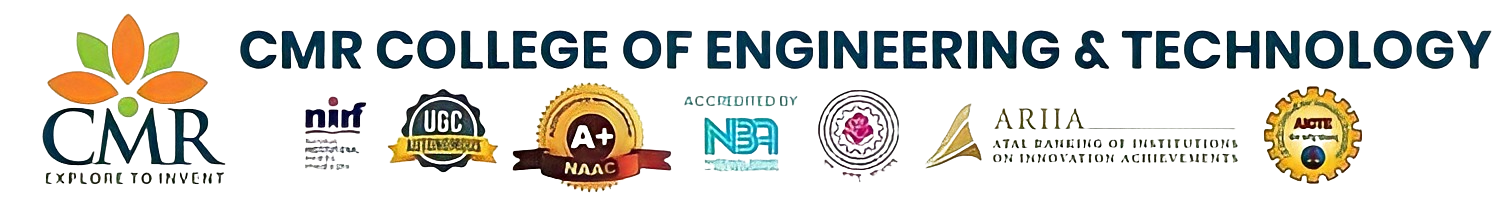 CMR COLLEGE OF ENGINEERING & TECHNOLOGY
CMR
EXPLORE TO INVENT
nirf
UGC
A+
NAAC
ACCREDITED BY
NBA
ARIIA
ATAL RANKING OF INSTITUTIONS
ON INNOVATION ACHIEVEMENTS
AICTE